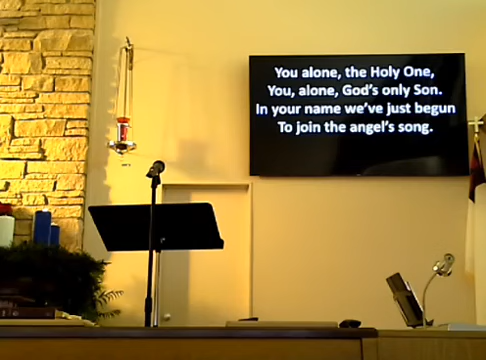 You alone, the Holy One,
You, alone, God's only Son.
In your name we've just begun
To join the angel's song.